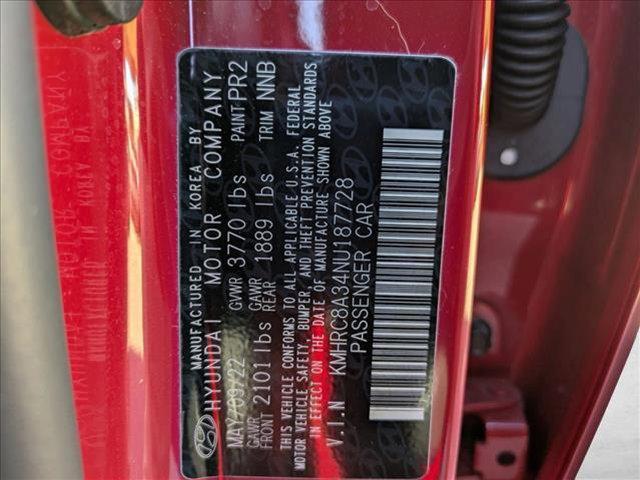 MANUFACTURED IN KOREA BY
HYUNDAI MOTOR COMPANY
MAY/09/22 GVWR 3770 lbs PAINT PR2
GAWR FRONT 2101 lbs GAWR REAR 1889 lbs TRIM NNB
THIS VEHICLE CONFORMS TO ALL APPLICABLE U.S.A. FEDERAL
MOTOR VEHICLE SAFETY, BUMPER, AND THEFT PREVENTION STANDARDS
IN EFFECT ON THE DATE OF MANUFACTURE SHOWN ABOVE
V.I.N KMHRC8A34NU187728
PASSENGER CAR